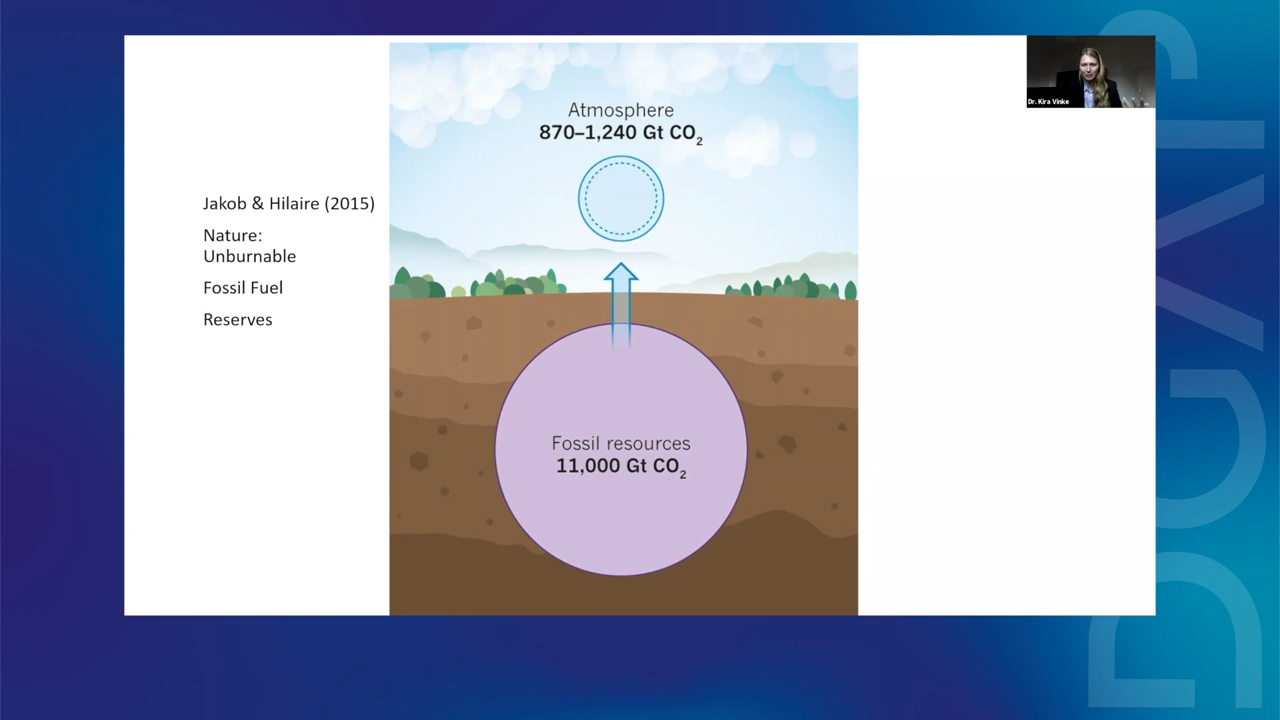 Atmosphere
870–1,240 Gt CO2
Dr. Kira Vinke
Jakob & Hilaire (2015)
Nature:
Unburnable
Fossil Fuel
Reserves
Fossil resources
11,000 Gt CO2
DGVN